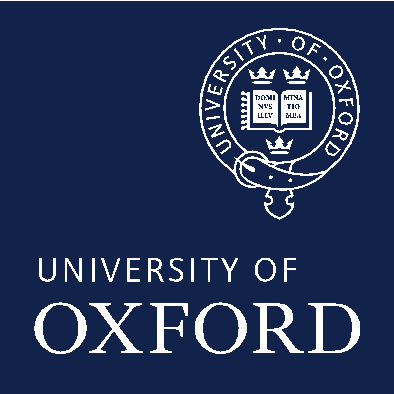 UNIVERSITY · OF · OXFORD
DOMI MINA
NVS TIO
ILLV MEA
UNIVERSITY OF
OXFORD